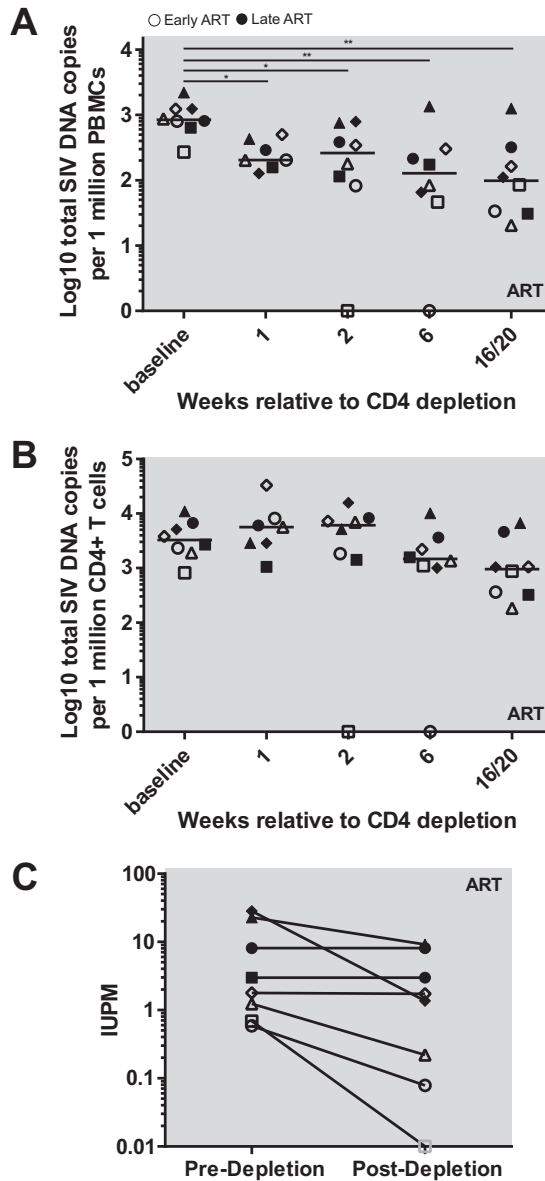 A
○ Early ART ● Late ART
Log10 total SIV DNA copies
per 1 million PBMCs
4
3
2
1
0
**
**
*
*
ART
baseline
1
2
6
16/20
Weeks relative to CD4 depletion
B
Log10 total SIV DNA copies
per 1 million CD4+ T cells
5
4
3
2
1
0
ART
baseline
1
2
6
16/20
Weeks relative to CD4 depletion
C
IUPM
100
10
1
0.1
0.01
ART
Pre-Depletion
Post-Depletion